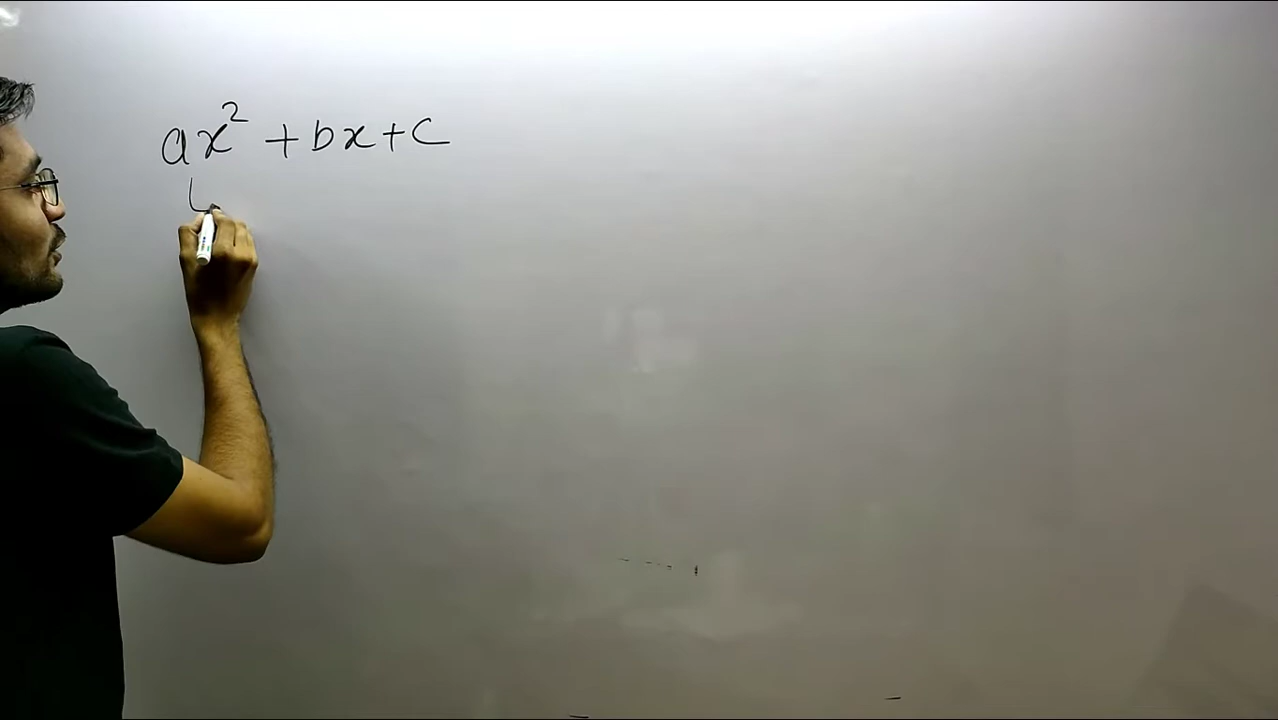 ax² + bx + c